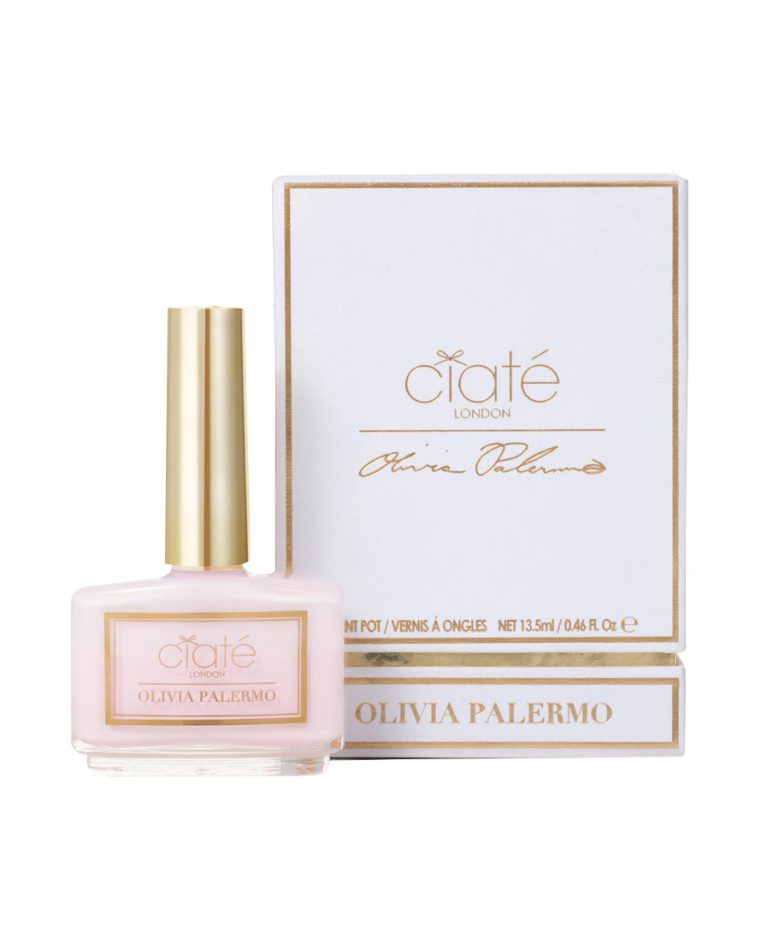 ciaté
LONDON
OLIVIA PALERMO
ciaté
LONDON
Olivia Palermo
NT POT / VERNIS Á ONGLES NET 13.5ml / 0.46 FL. Oz ℮
OLIVIA PALERMO